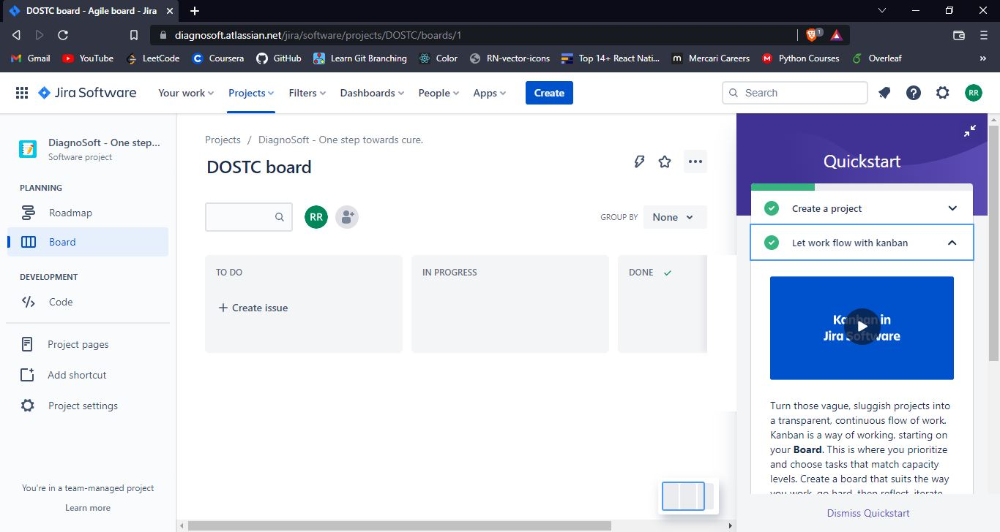 DOSTC board - Agile board - Jira
diagnosoft.atlassian.net/jira/software/projects/DOSTC/boards/1
1
Gmail
YouTube
LeetCode
Coursera
GitHub
Learn Git Branching
Color
RN-vector-icons
Top 14+ React Nati...
Mercari Careers
Python Courses
Overleaf
»
Jira Software
Your work
Projects
Filters
Dashboards
People
Apps
Create
Search
RR
DiagnoSoft - One step...
Software project
PLANNING
Roadmap
Board
DEVELOPMENT
Code
Project pages
Add shortcut
Project settings
You're in a team-managed project
Learn more
Projects / DiagnoSoft - One step towards cure.
DOSTC board
RR
GROUP BY
None
TO DO
+ Create issue
IN PROGRESS
DONE
Quickstart
Create a project
Let work flow with kanban
Kanban in
Jira Software
Turn those vague, sluggish projects into
a transparent, continuous flow of work.
Kanban is a way of working, starting on
your Board. This is where you prioritize
and choose tasks that match capacity
levels. Create a board that suits the way
you work, go hard, then reflect, iterate
Dismiss Quickstart